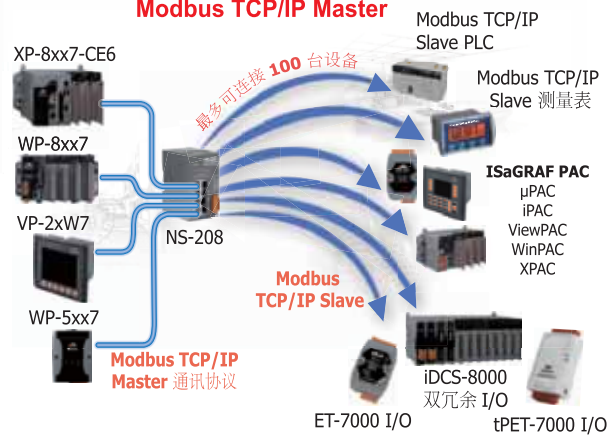 Modbus TCP/IP Master
XP-8xx7-CE6
WP-8xx7
VP-2xW7
WP-5xx7
NS-208
最多可连接 100 台设备
Modbus TCP/IP
Slave PLC
Modbus TCP/IP
Slave 测量表
ISaGRAF PAC
μPAC
iPAC
ViewPAC
WinPAC
XPAC
Modbus
TCP/IP Slave
Modbus TCP/IP
Master 通讯协议
ET-7000 I/O
iDCS-8000
双冗余 I/O
tPET-7000 I/O